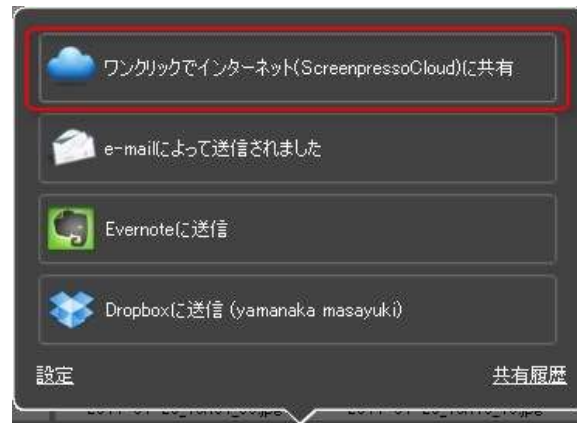 ワンクリックでインターネット(ScreenpressoCloud)に共有
e-mailによって送信されました
Evernoteに送信
Dropboxに送信 (yamanaka masayuki)
設定
共有履歴